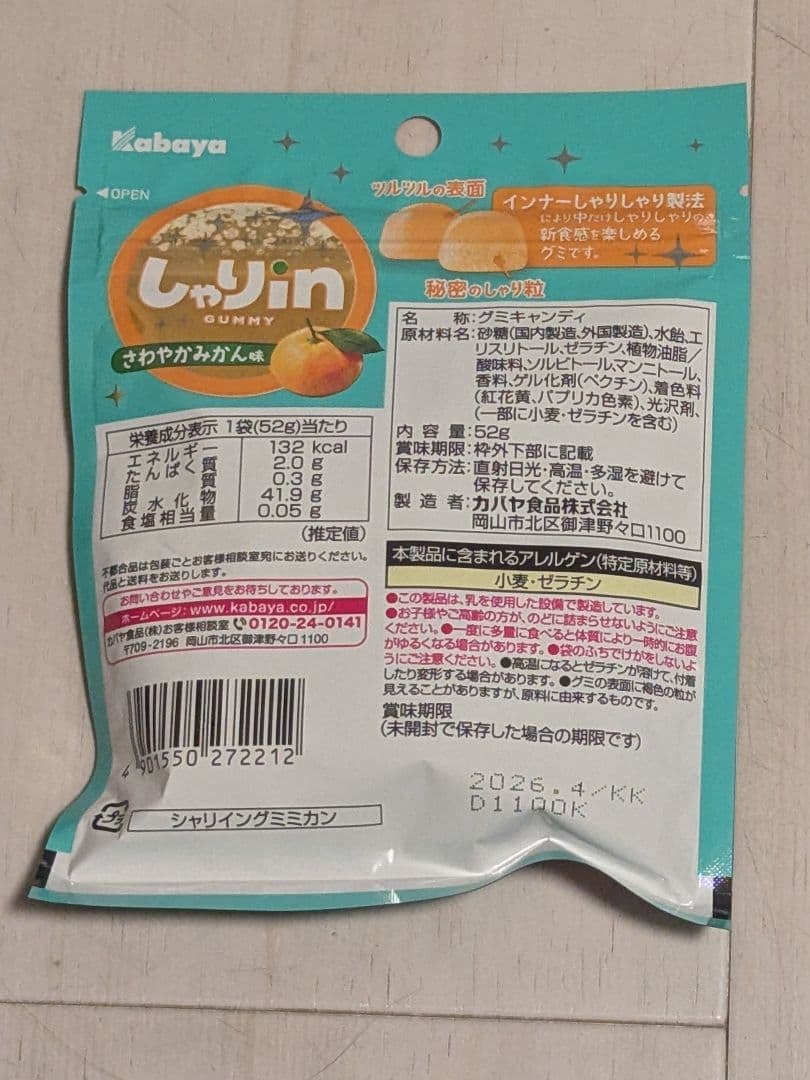 Kabaya
◀OPEN
ツルツルの表面
インナーしゃりしゃり製法
により中だけしゃりしゃりの
新食感を楽しめる
グミです。
秘密のしゃり粒
しゃりin
GUMMY
さわやかみかん味
名　　称:グミキャンディ
原材料名:砂糖(国内製造、外国製造)、水飴、エ
リスリトール、ゼラチン、植物油脂/
酸味料、ソルビトール、マンニトール、
香料、ゲル化剤(ペクチン)、着色料
(紅花黄、パプリカ色素)、光沢剤、
(一部に小麦・ゼラチンを含む)
内 容 量:52g
賞味期限:枠外下部に記載
保存方法:直射日光・高温・多湿を避けて
保存してください。
製 造 者:カバヤ食品株式会社
岡山市北区御津野々口1100
栄養成分表示 1袋(52g)当たり
エネルギー 132 kcal
たんぱく質 2.0 g
脂質 0.3 g
炭水化物 41.9 g
食塩相当量 0.05 g
(推定値)
不都合品は包装ごとお客様相談室宛にお送りください。
代品と送料をお送りします。
お問い合わせやご意見をお待ちしております。
ホームページ: www.kabaya.co.jp/
カバヤ食品(株)お客様相談室 0120-24-0141
〒709-2196 岡山市北区御津野々口1100
本製品に含まれるアレルゲン(特定原材料等)
小麦・ゼラチン
●この製品は、乳を使用した設備で製造しています。
●お子様やご高齢の方が、のどに詰まらせないようにご注意
ください。●一度に多量に食べると体質により一時的にお腹
がゆるくなる場合があります。●袋のふちでけがをしないよ
うにご注意ください。●高温になるとゼラチンが溶けて、付着
したり変形する場合があります。●グミの表面に褐色の粒が
見えることがありますが、原料に由来するものです。
賞味期限
(未開封で保存した場合の期限です)
2026.4/KK
D1100K
4 901550 272212
プラ
シャリイングミミカン